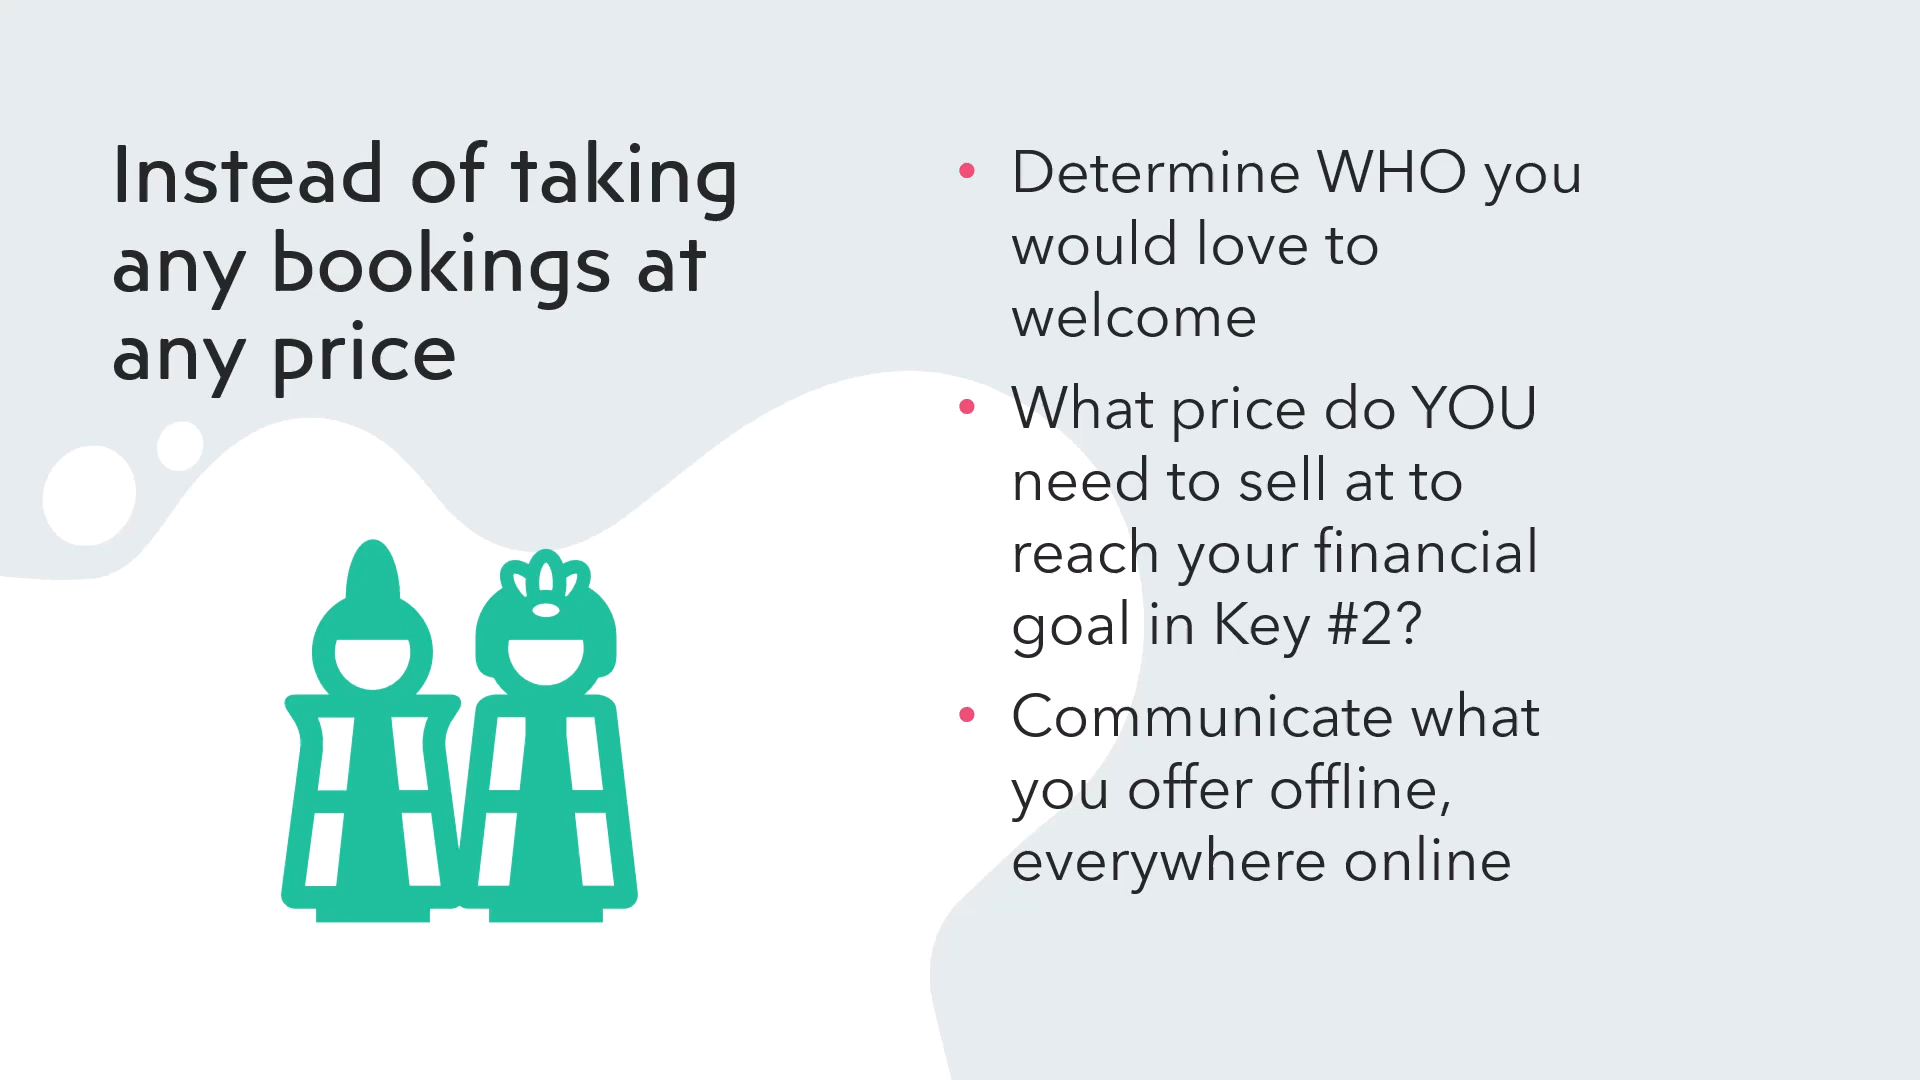 Instead of taking
any bookings at
any price
• Determine WHO you
would love to
welcome
• What price do YOU
need to sell at to
reach your financial
goal in Key #2?
• Communicate what
you offer offline,
everywhere online